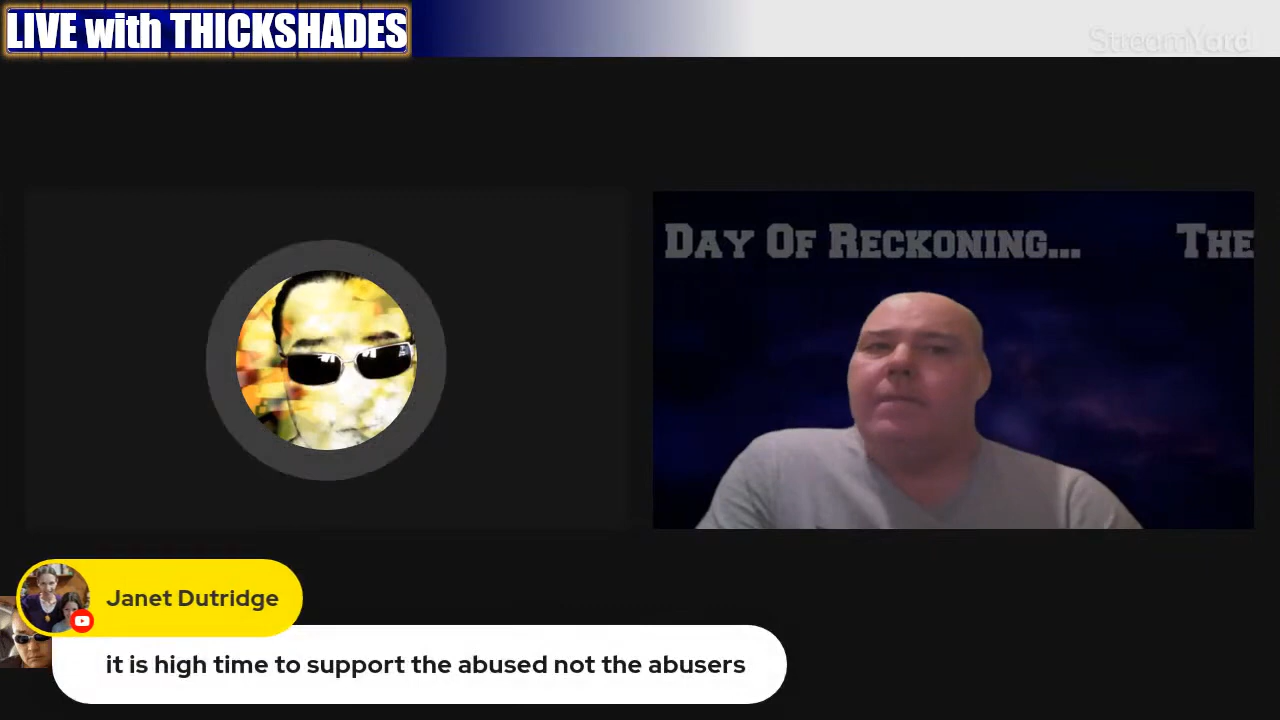 LIVE with THICKSHADES
StreamYard
DAY OF RECKONING... THE
Janet Dutridge
it is high time to support the abused not the abusers